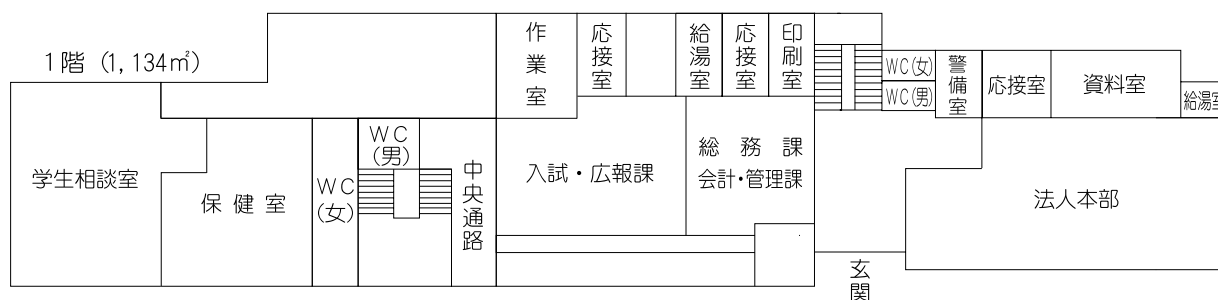 1階 (1,134㎡)
学生相談室
保健室
WC
(女)
WC
(男)
中央通路
作業室
応接室
給湯室
応接室
印刷室
入試・広報課
総務課
会計・管理課
WC(女)
WC(男)
警備室
応接室
資料室
給湯室
法人本部
玄関